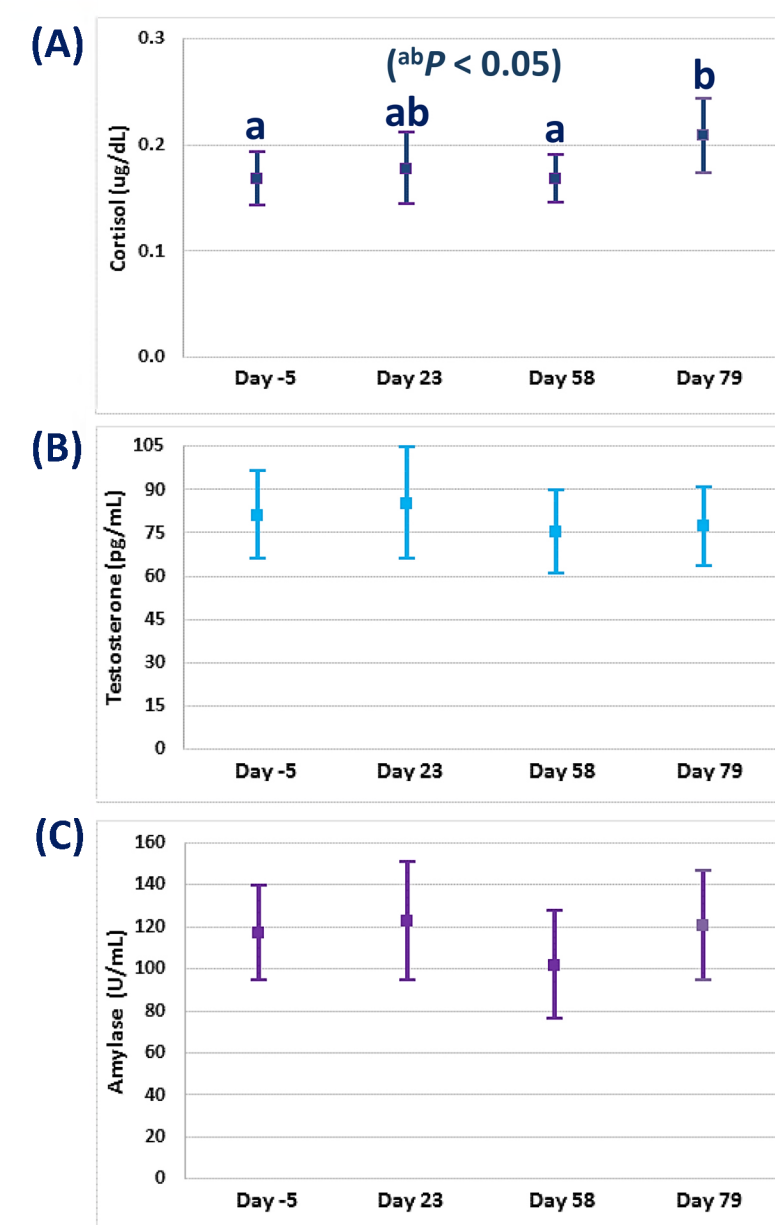 (A)
Cortisol (ug/dL)
0.3
0.2
0.1
0.0
(ᵃᵇP < 0.05)
a
ab
a
b
Day -5 Day 23 Day 58 Day 79
(B)
Testosterone (pg/mL)
105
90
75
60
45
30
15
0
Day -5 Day 23 Day 58 Day 79
(C)
Amylase (U/mL)
160
140
120
100
80
60
40
20
0
Day -5 Day 23 Day 58 Day 79